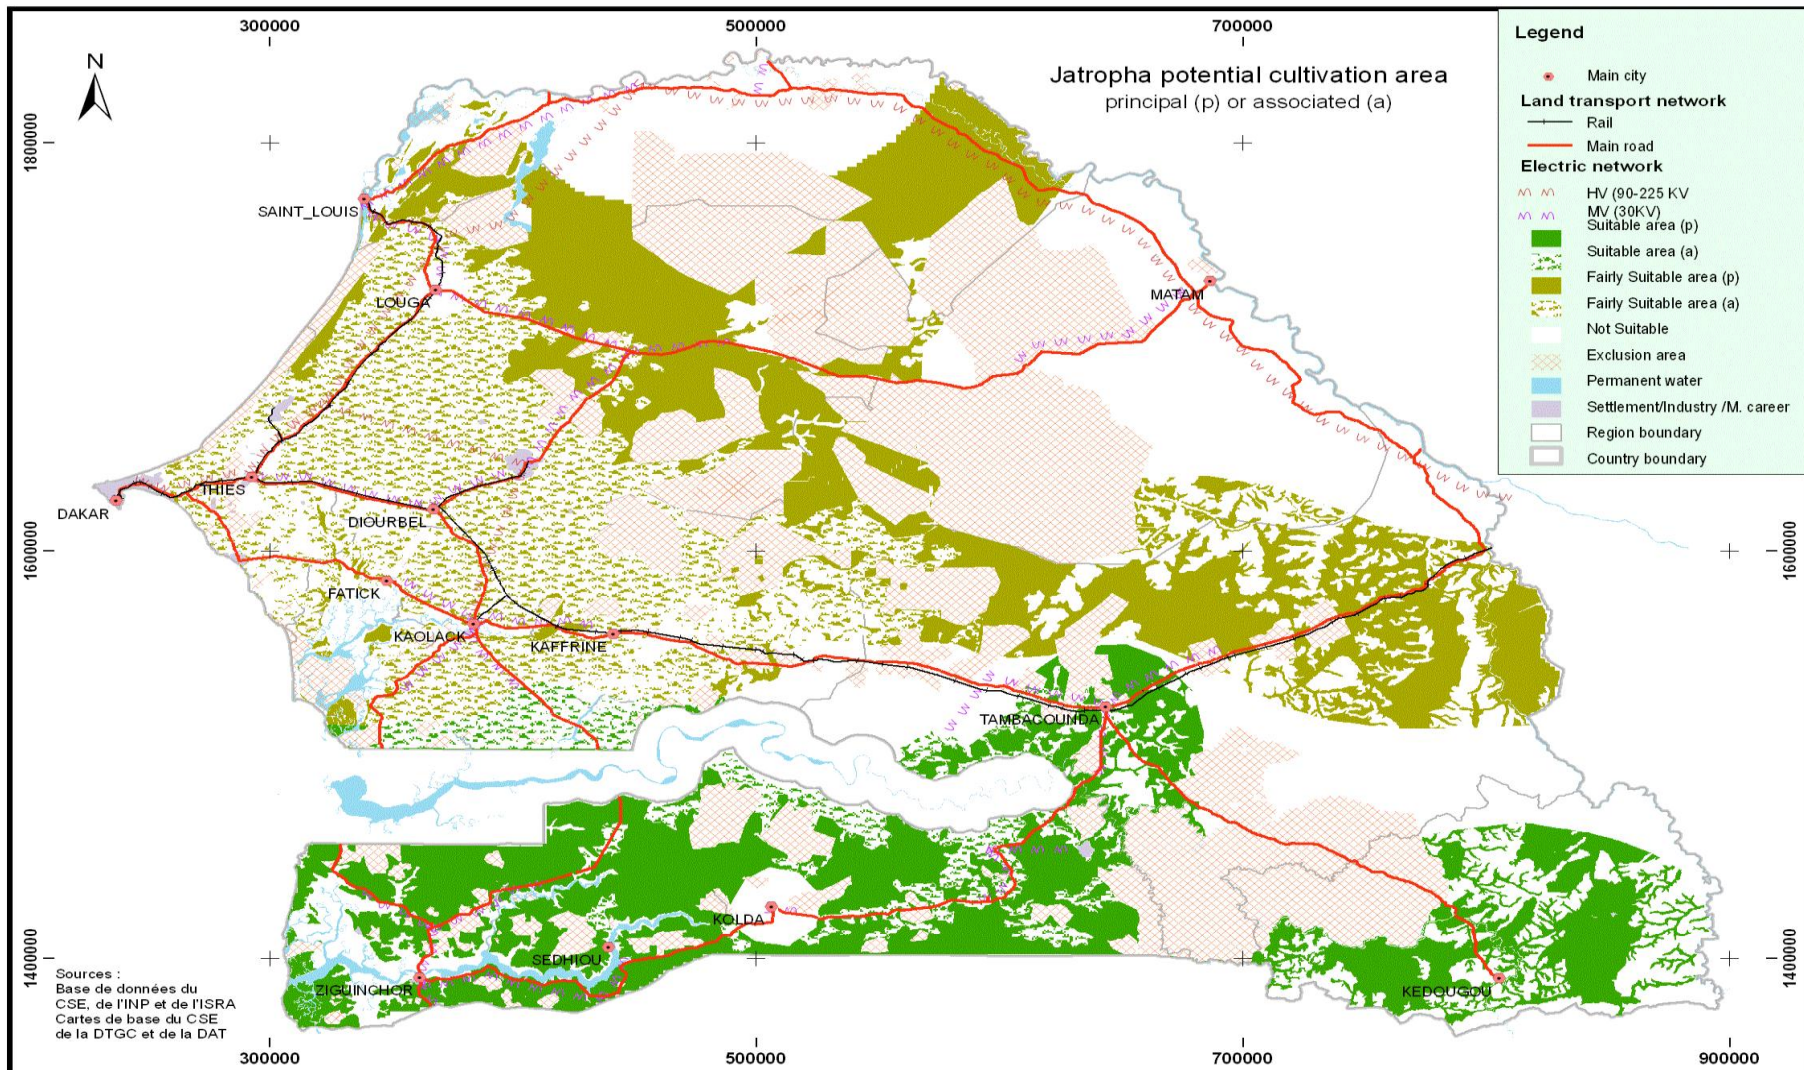 300000
500000
700000
Legend
Main city
Land transport network
Rail
Main road
Electric network
HV (90-225 KV
MV (30KV)
Suitable area (p)
Suitable area (a)
Fairly Suitable area (p)
Fairly Suitable area (a)
Not Suitable
Exclusion area
Permanent water
Settlement/Industry /M. career
Region boundary
Country boundary
N
Jatropha potential cultivation area
principal (p) or associated (a)
1800000
SAINT_LOUIS
LOUGA
MATAM
THIES
DAKAR
DIOURBEL
1600000
1600000
FATICK
KAOLACK
KAFFRINE
TAMBACOUNDA
KOLDA
SEDHIOU
1400000
1400000
ZIGUINCHOR
KEDOUGOU
Sources :
Base de données du
CSE, de l'INP et de l'ISRA
Cartes de base du CSE
de la DTGC et de la DAT
300000
500000
700000
900000